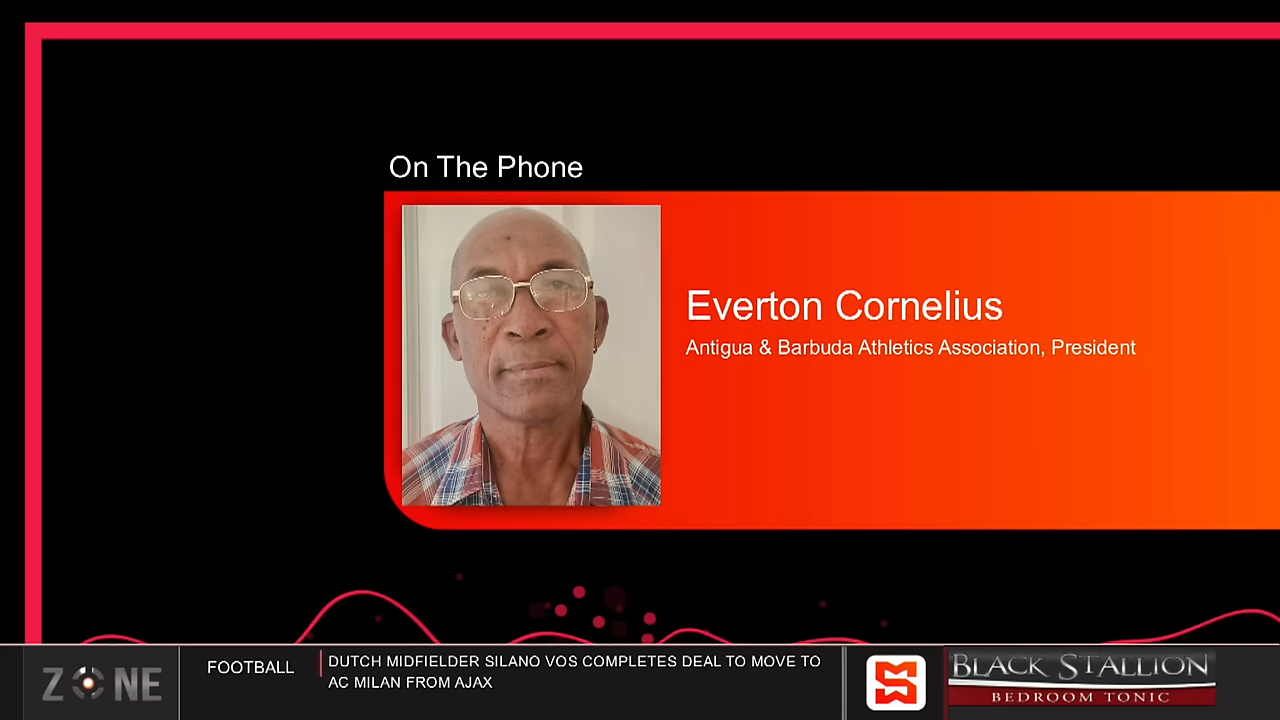 On The Phone
Everton Cornelius
Antigua & Barbuda Athletics Association, President
ZONE
FOOTBALL
DUTCH MIDFIELDER SILANO VOS COMPLETES DEAL TO MOVE TO
AC MILAN FROM AJAX
BLACK STALLION
BEDROOM TONIC